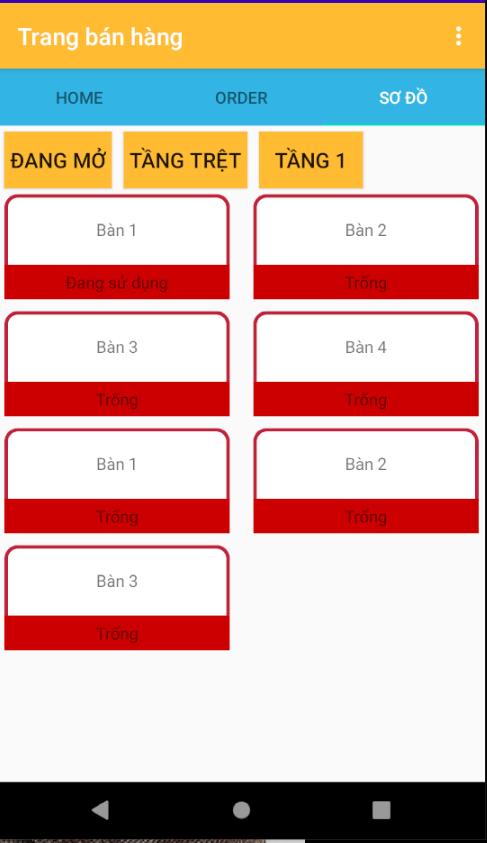 Trang bán hàng
HOME ORDER SƠ ĐỒ
ĐANG MỞ TẦNG TRỆT TẦNG 1
Bàn 1 Bàn 2
Đang sử dụng Trống
Bàn 3 Bàn 4
Trống Trống
Bàn 1 Bàn 2
Trống Trống
Bàn 3
Trống